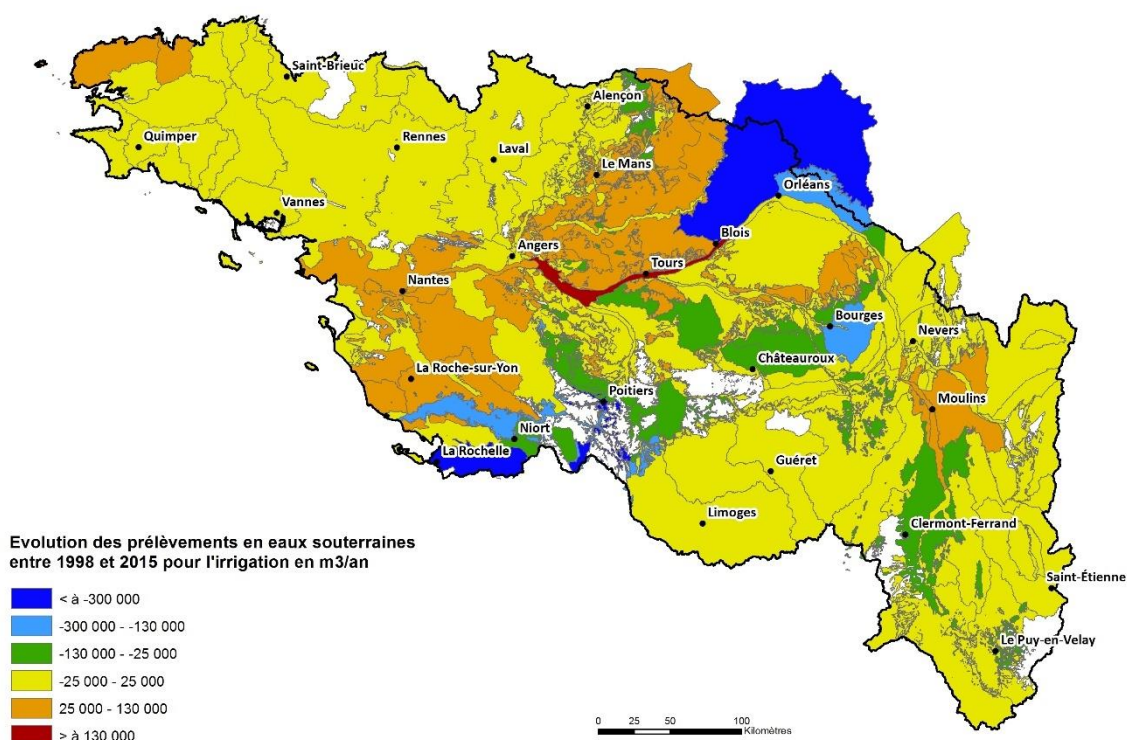 Saint-Brieuc
Alençon
Quimper
Rennes
Laval
Le Mans
Orléans
Vannes
Blois
Angers
Tours
Nantes
Bourges
Nevers
Châteauroux
La Roche-sur-Yon
Poitiers
Moulins
Niort
La Rochelle
Guéret
Limoges
Clermont-Ferrand
Saint-Étienne
Le Puy-en-Velay
Evolution des prélèvements en eaux souterraines
entre 1998 et 2015 pour l'irrigation en m3/an
< à -300 000
-300 000 - -130 000
-130 000 - -25 000
-25 000 - 25 000
25 000 - 130 000
> à 130 000
0 25 50 100
Kilomètres